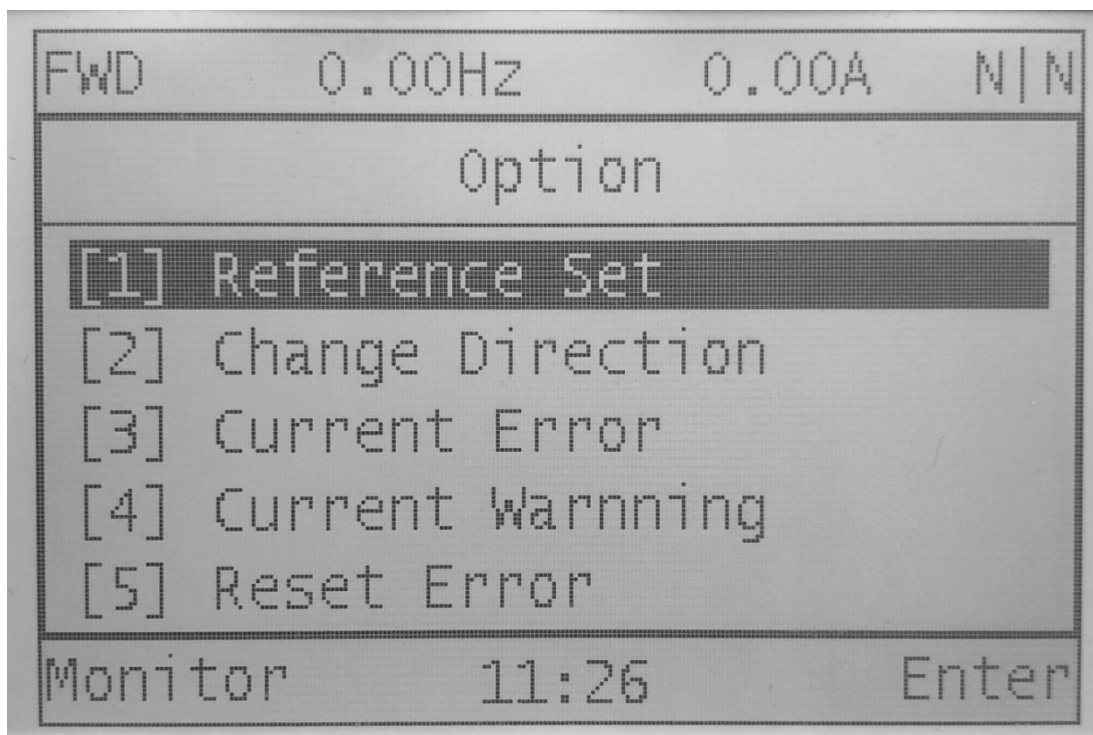 FWD 0.00Hz 0.00A N|N
Option
[1] Reference Set
[2] Change Direction
[3] Current Error
[4] Current Warnning
[5] Reset Error
Monitor 11:26 Enter